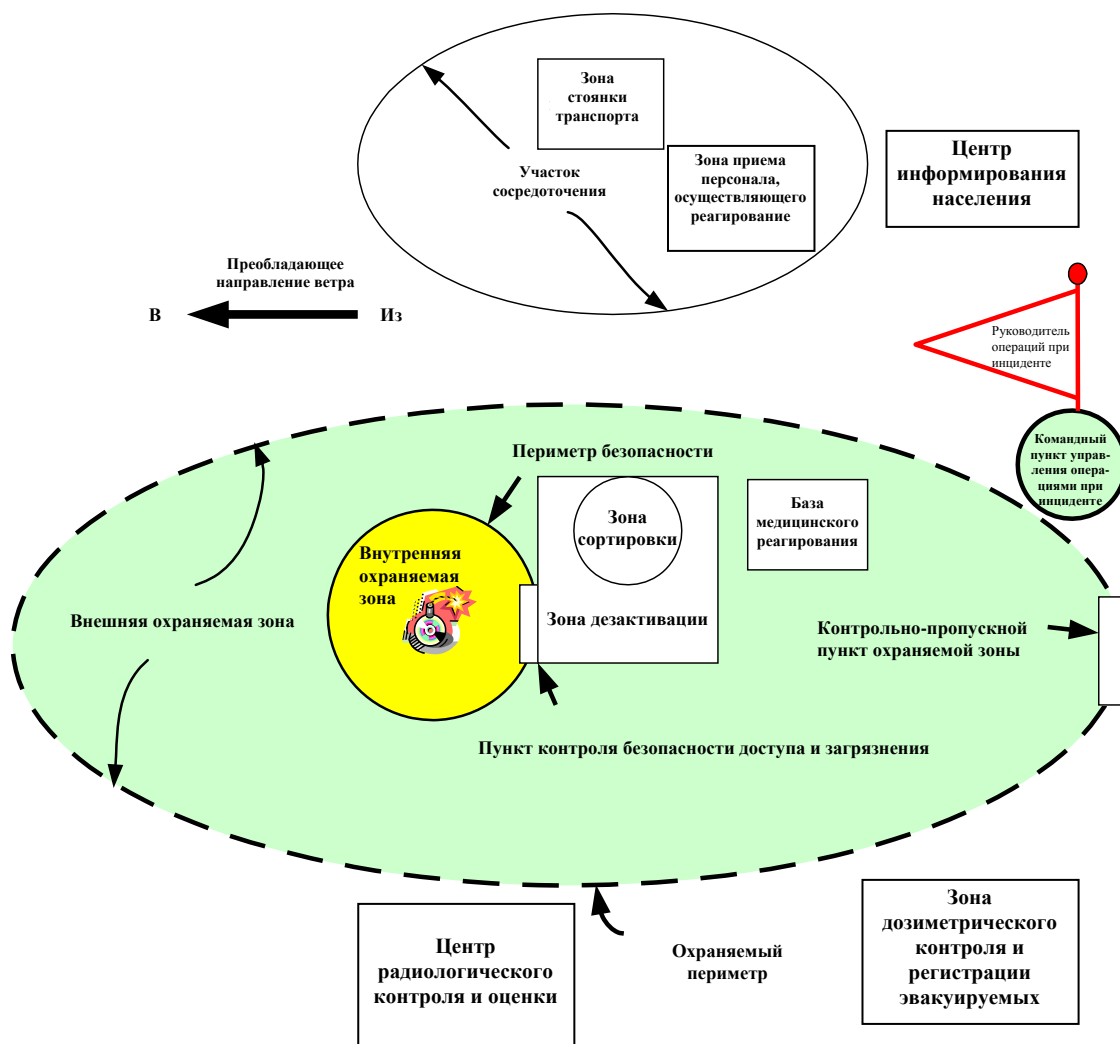 Зона
стоянки
транспорта
Зона приема
персонала,
осуществляющего
реагирование
Участок
сосредоточения
Центр
информирования
населения
Преобладающее
направление ветра
В
Из
Руководитель
операций при
инциденте
Командный
пункт управ-
ления опера-
циями при
инциденте
Периметр безопасности
Зона
сортировки
База
медицинского
реагирования
Внутренняя
охраняемая
зона
Зона дезактивации
Внешняя охраняемая зона
Контрольно-пропускной
пункт охраняемой зоны
Пункт контроля безопасности доступа и загрязнения
Центр
радиологического
контроля и оценки
Охраняемый
периметр
Зона
дозиметрического
контроля и
регистрации
эвакуируемых